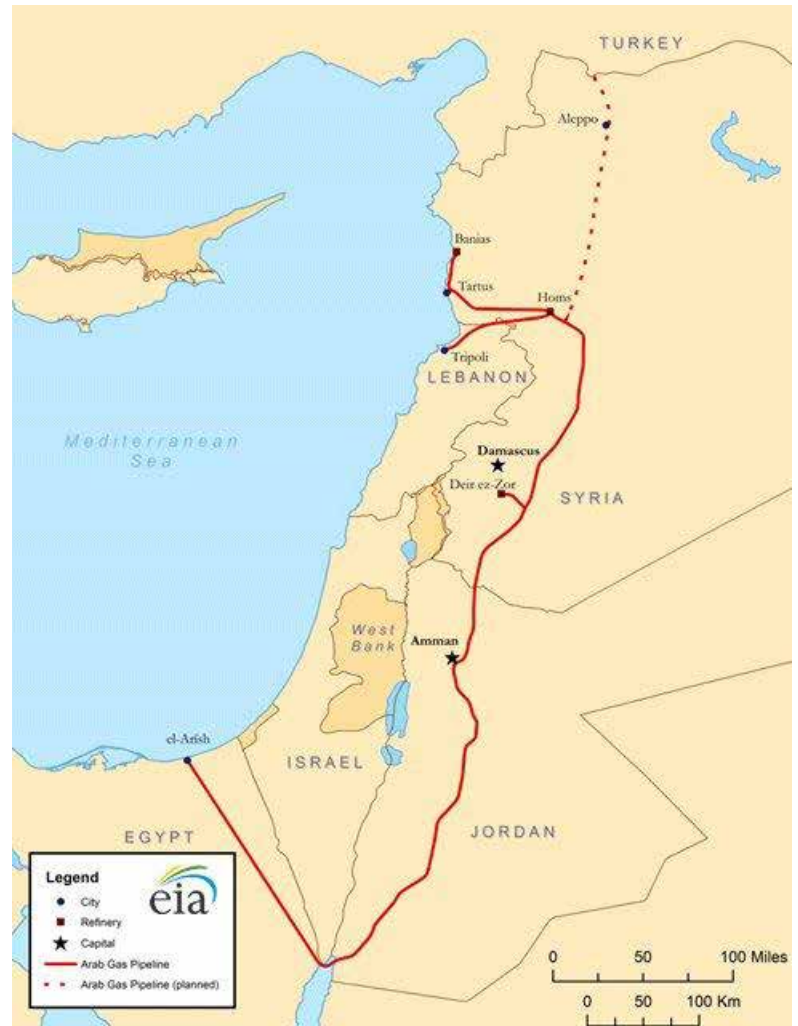 TURKEY
Aleppo
Banias
Tartus
Homs
Tripoli
LEBANON
Mediterranean
Sea
Damascus
Deir ez-Zor
SYRIA
West
Bank
Amman
el-Arish
ISRAEL
EGYPT
JORDAN
Legend
eia
City
Refinery
Capital
Arab Gas Pipeline
Arab Gas Pipeline (planned)
0 50 100 Miles
0 50 100 Km